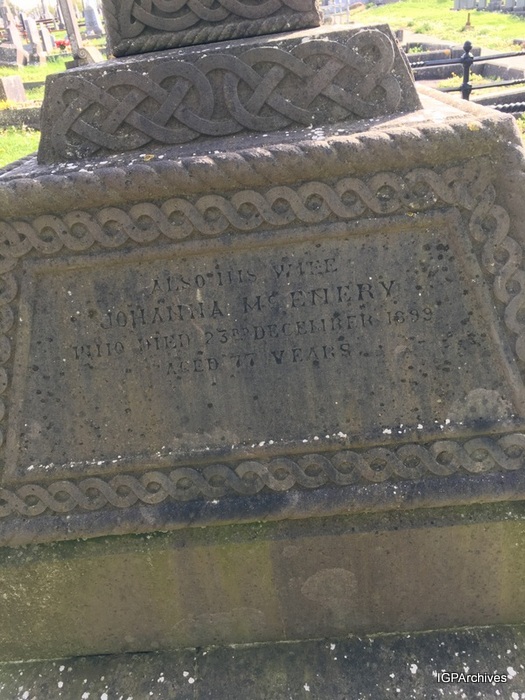 ALSO HIS WIFE
JOHANNA MCENERY
WHO DIED 23RD DECEMBER 1899
AGED 77 YEARS
IGPArchives